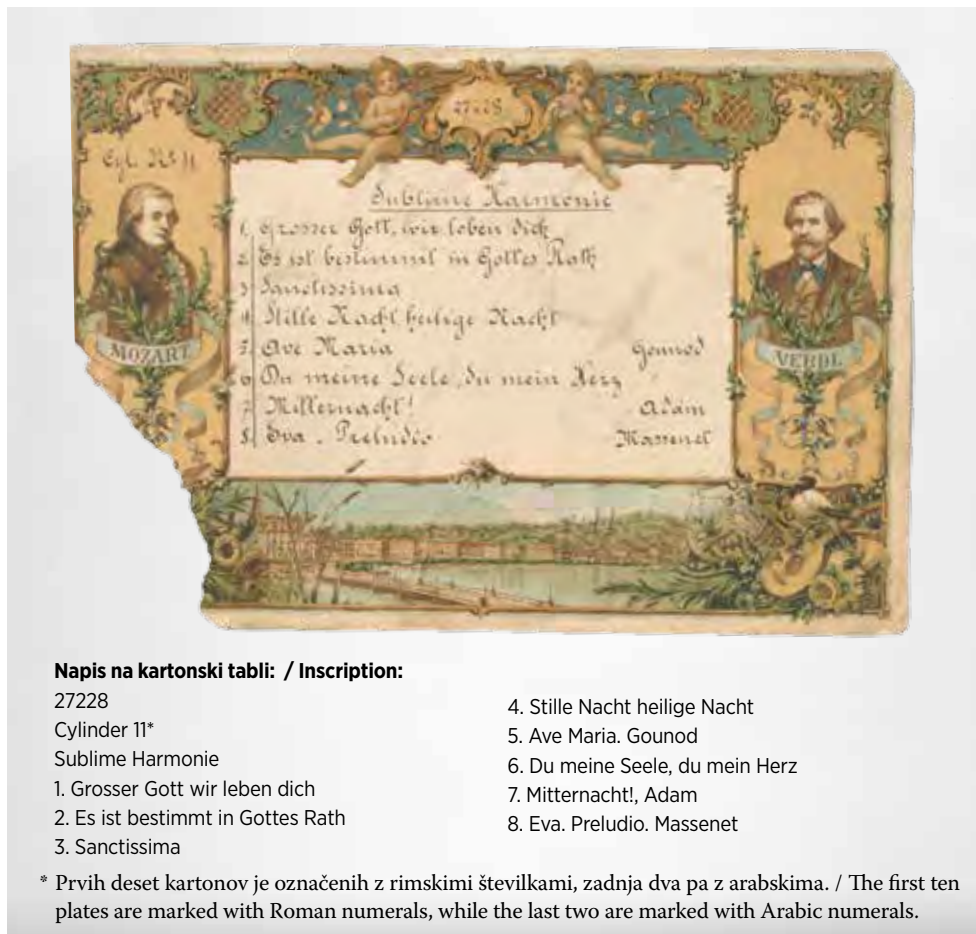 27228
Cyl. No 11
Sublime Harmonie
1. Grosser Gott, wir loben dich
2. Es ist bestimmt in Gottes Rath
3. Sanctissima
4. Stille Nacht heilige Nacht
5. Ave Maria Gounod
6. Du meine Seele, du mein Herz
7. Mitternacht! Adam
8. Eva. Preludio Massenet
MOZART
VERDI.
Napis na kartonski tabli: / Inscription:
27228
Cylinder 11*
Sublime Harmonie
1. Grosser Gott wir leben dich
2. Es ist bestimmt in Gottes Rath
3. Sanctissima
4. Stille Nacht heilige Nacht
5. Ave Maria. Gounod
6. Du meine Seele, du mein Herz
7. Mitternacht!, Adam
8. Eva. Preludio. Massenet
* Prvih deset kartonov je označenih z rimskimi številkami, zadnja dva pa z arabskima. / The first ten
plates are marked with Roman numerals, while the last two are marked with Arabic numerals.